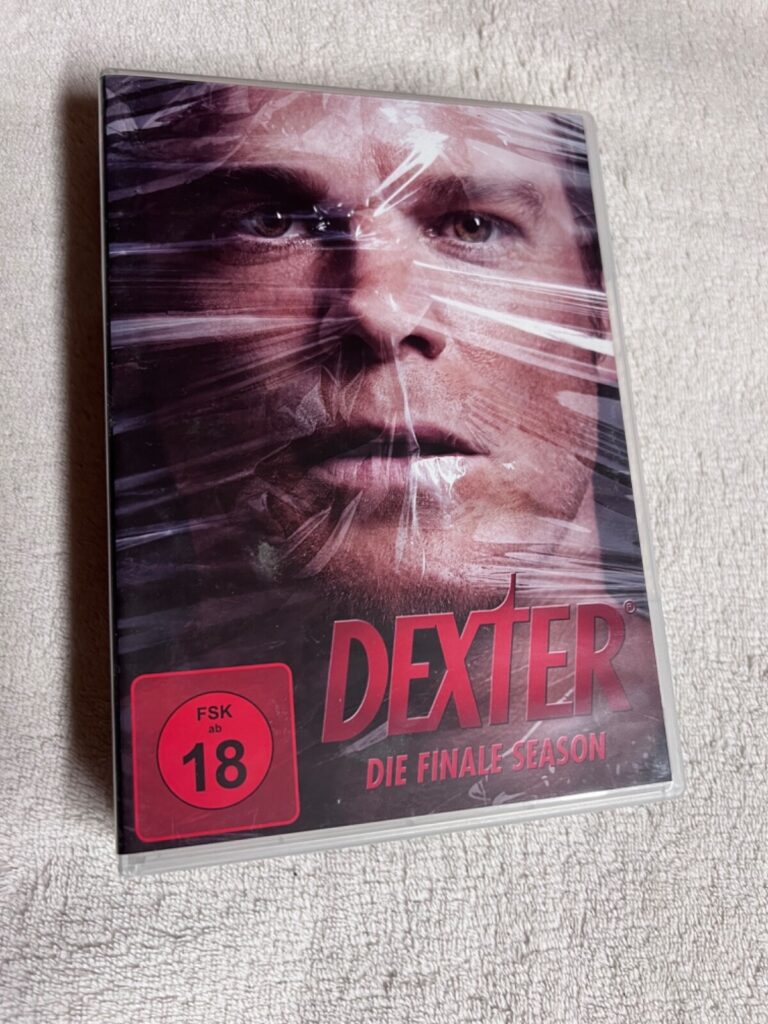 DEXTER®
DIE FINALE SEASON
FSK
ab
18